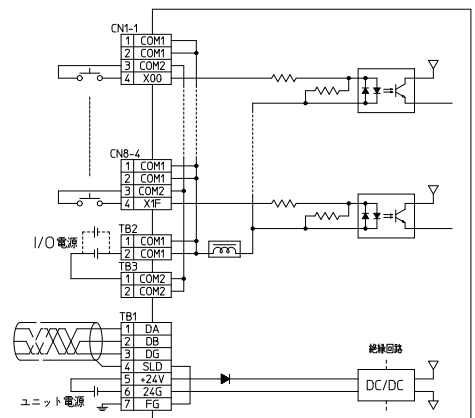 CN1-1
1 COM1
2 COM1
3 COM2
4 X00
CN8-4
1 COM1
2 COM1
3 COM2
4 X1F
I/O電源
TB2
1 COM1
2 COM1
TB3
1 COM2
2 COM2
TB1
1 DA
2 DB
3 DG
4 SLD
5 +24V
6 24G
7 FG
ユニット電源
絶縁回路
DC/DC